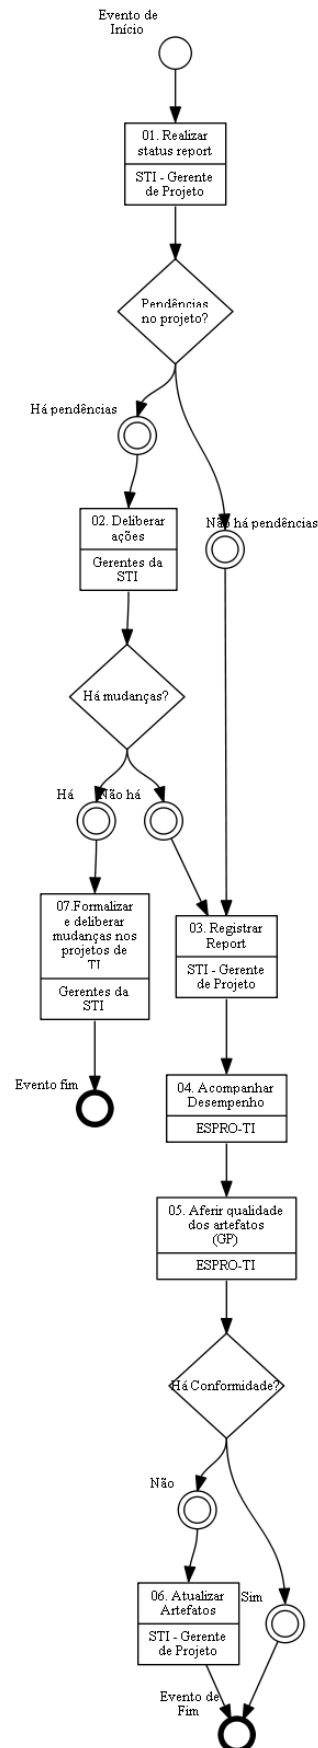 Evento de
Início
01. Realizar
status report
STI - Gerente
de Projeto
Pendências
no projeto?
Há pendências
02. Deliberar
ações
Gerentes da
STI
Não há pendências
Há mudanças?
Há
Não há
07.Formalizar
e deliberar
mudanças nos
projetos de
TI
Gerentes da
STI
03. Registrar
Report
STI - Gerente
de Projeto
Evento fim
04. Acompanhar
Desempenho
ESPRO-TI
05. Aferir qualidade
dos artefatos
(GP)
ESPRO-TI
Há Conformidade?
Não
06. Atualizar
Artefatos
STI - Gerente
de Projeto
Sim
Evento de
Fim